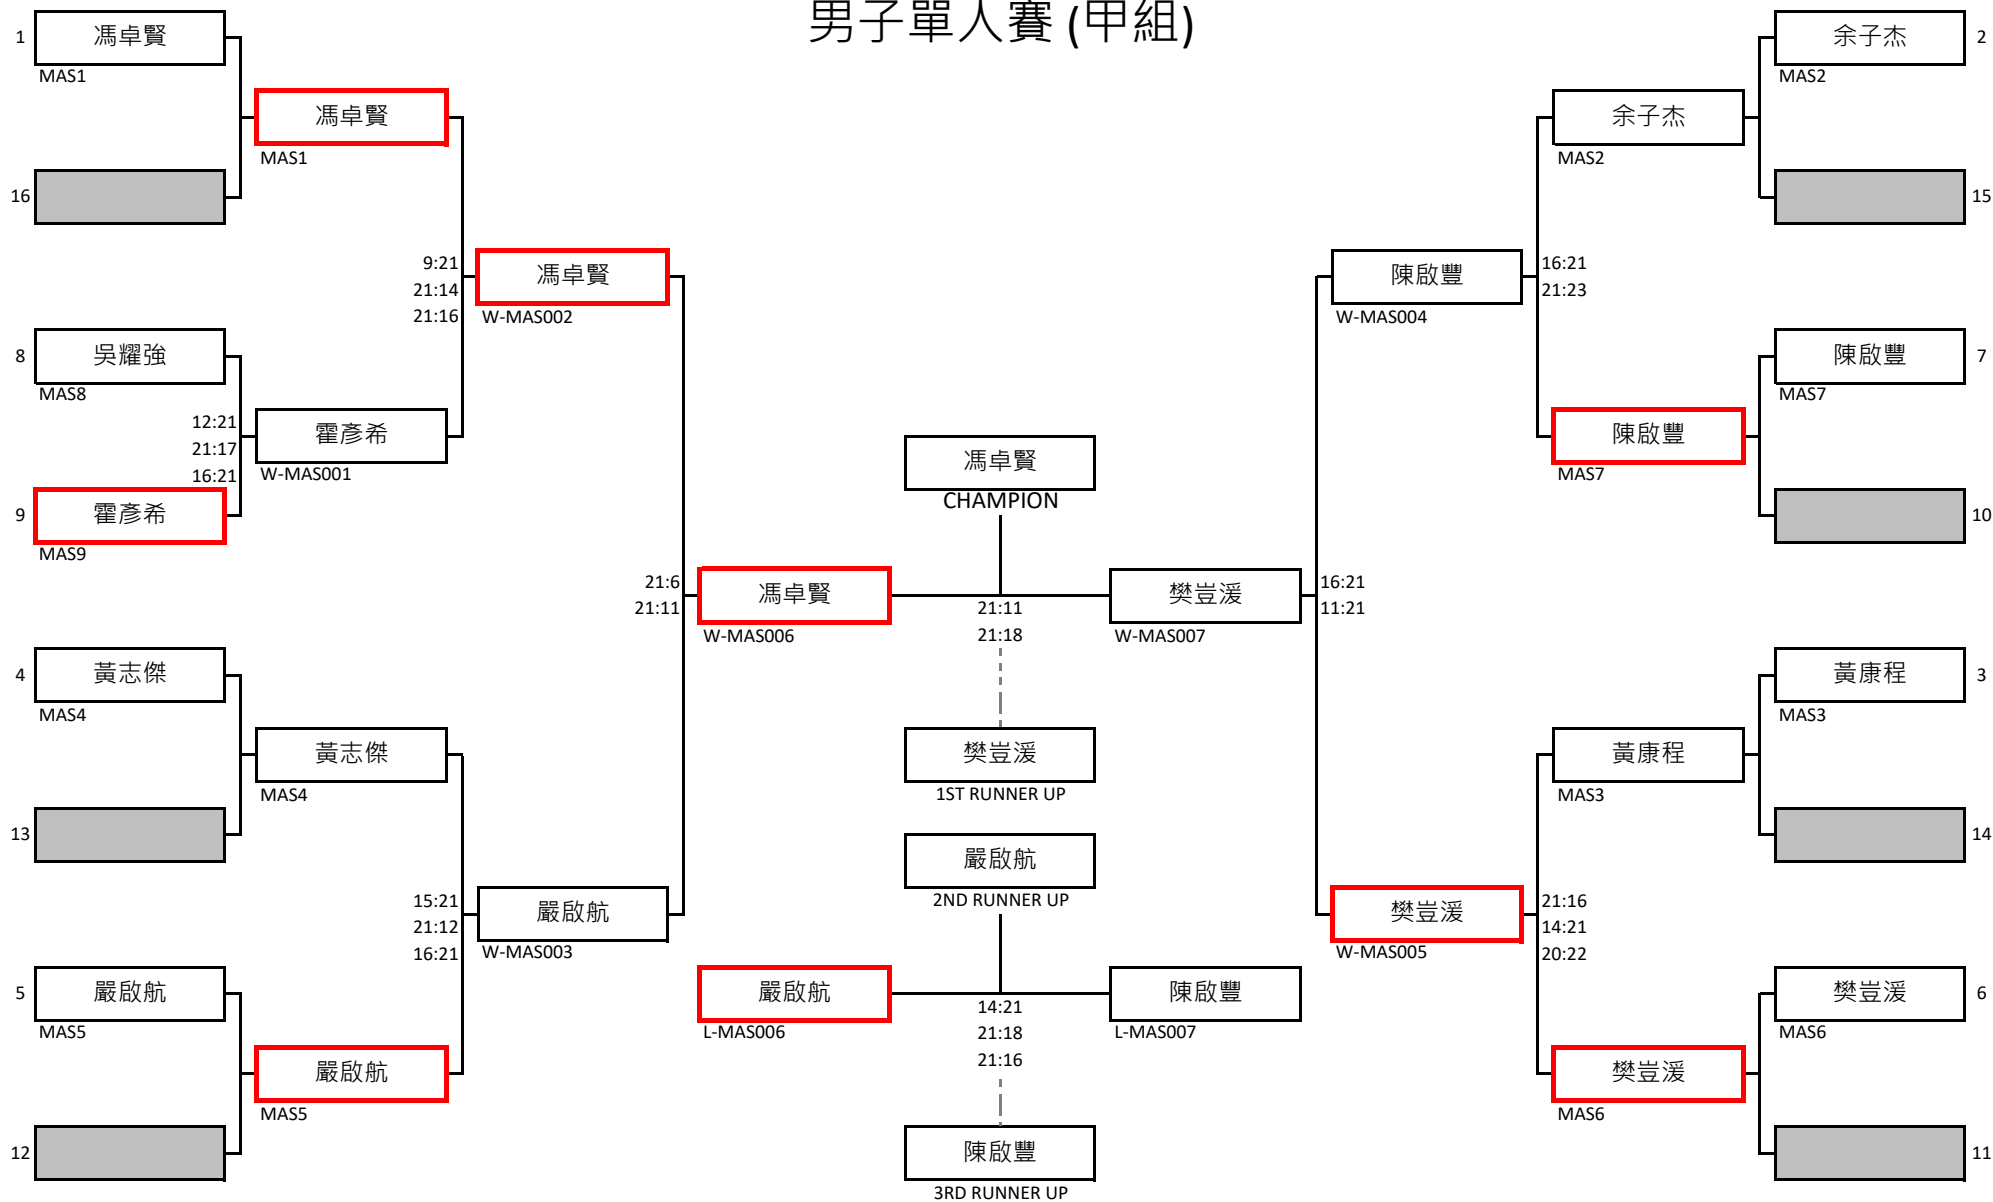 男子單人賽 (甲組)
1
馮卓賢
MAS1
馮卓賢
MAS1
16
9:21
21:14
21:16
馮卓賢
W-MAS002
8
吳耀強
MAS8
12:21
21:17
16:21
霍彥希
W-MAS001
9
霍彥希
MAS9
21:6
21:11
馮卓賢
W-MAS006
4
黃志傑
MAS4
黃志傑
MAS4
13
15:21
21:12
16:21
嚴啟航
W-MAS003
5
嚴啟航
MAS5
嚴啟航
MAS5
12
馮卓賢
CHAMPION
21:11
21:18
樊豈湲
1ST RUNNER UP
嚴啟航
2ND RUNNER UP
嚴啟航
L-MAS006
14:21
21:18
21:16
陳啟豐
L-MAS007
陳啟豐
3RD RUNNER UP
樊豈湲
W-MAS007
16:21
11:21
陳啟豐
W-MAS004
16:21
21:23
余子杰
MAS2
余子杰
2
MAS2
15
陳啟豐
7
MAS7
陳啟豐
MAS7
10
黃康程
3
MAS3
黃康程
MAS3
14
樊豈湲
W-MAS005
21:16
14:21
20:22
樊豈湲
6
MAS6
樊豈湲
MAS6
11